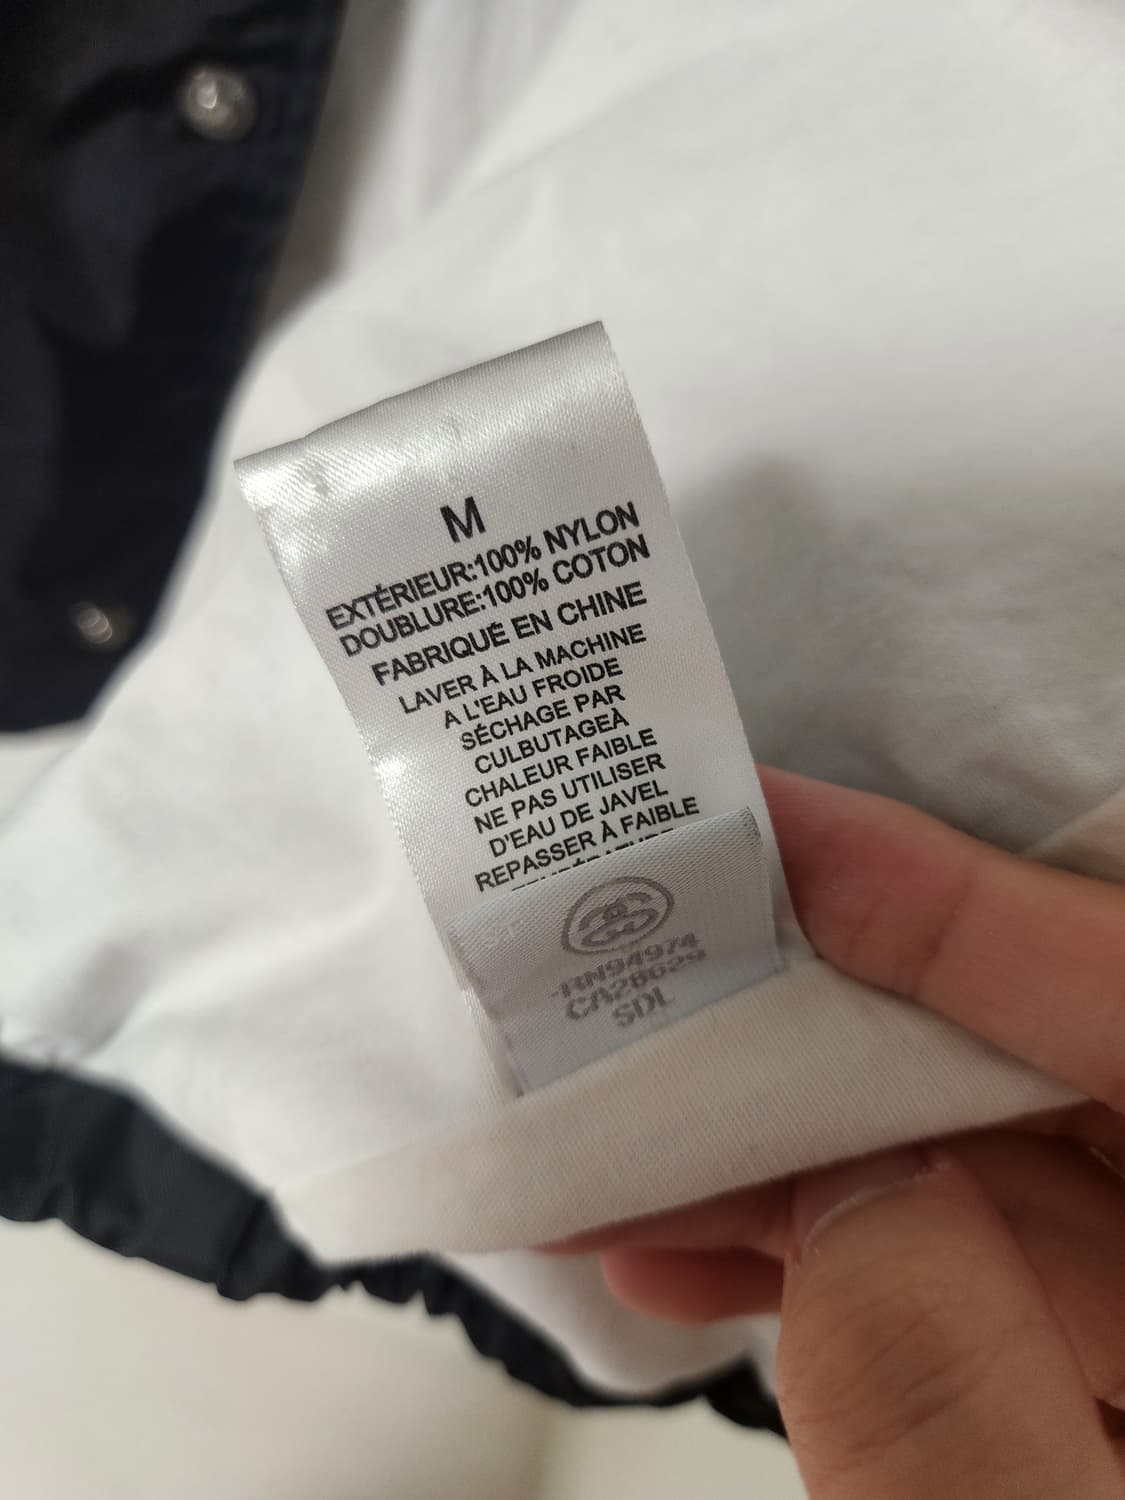 M
EXTÉRIEUR:100% NYLON
DOUBLURE:100% COTON
FABRIQUÉ EN CHINE
LAVER À LA MACHINE
A L'EAU FROIDE
SÉCHAGE PAR
CULBUTAGEÀ
CHALEUR FAIBLE
NE PAS UTILISER
D'EAU DE JAVEL
REPASSER À FAIBLE
RN94974
CA28629
SDL